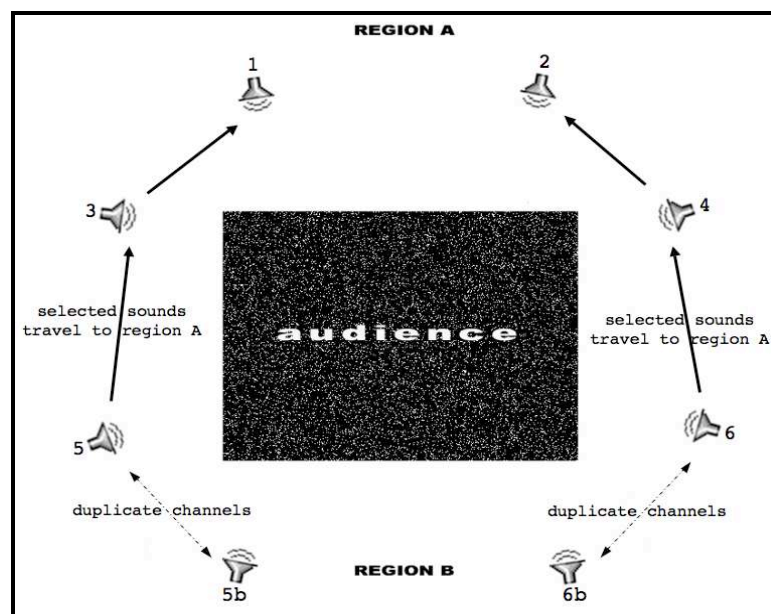 REGION A
1
2
3
4
selected sounds
travel to region A
selected sounds
travel to region A
audience
5
6
duplicate channels
duplicate channels
5b
REGION B
6b